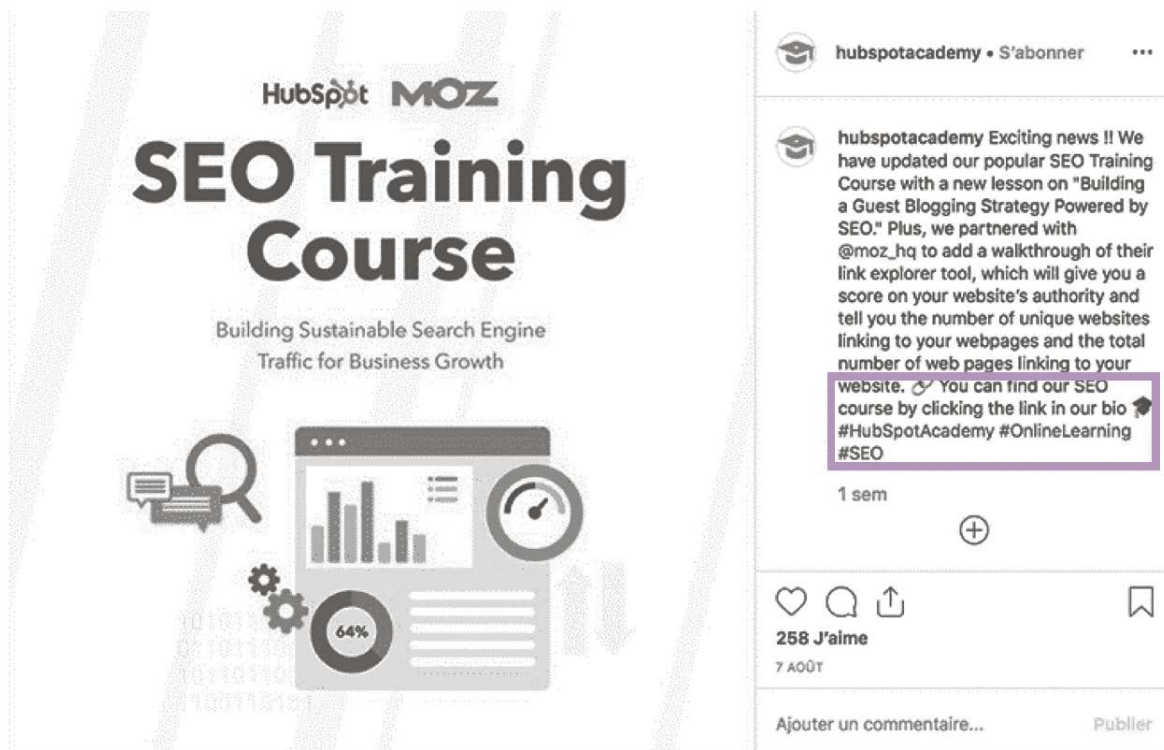 HubSpot MOZ
SEO Training
Course
Building Sustainable Search Engine
Traffic for Business Growth
64%
hubspotacademy • S'abonner
hubspotacademy Exciting news !! We
have updated our popular SEO Training
Course with a new lesson on "Building
a Guest Blogging Strategy Powered by
SEO." Plus, we partnered with
@moz_hq to add a walkthrough of their
link explorer tool, which will give you a
score on your website's authority and
tell you the number of unique websites
linking to your webpages and the total
number of web pages linking to your
website. 🔗 You can find our SEO
course by clicking the link in our bio 🎓
#HubSpotAcademy #OnlineLearning
#SEO
1 sem
258 J'aime
7 AOÛT
Ajouter un commentaire... Publier